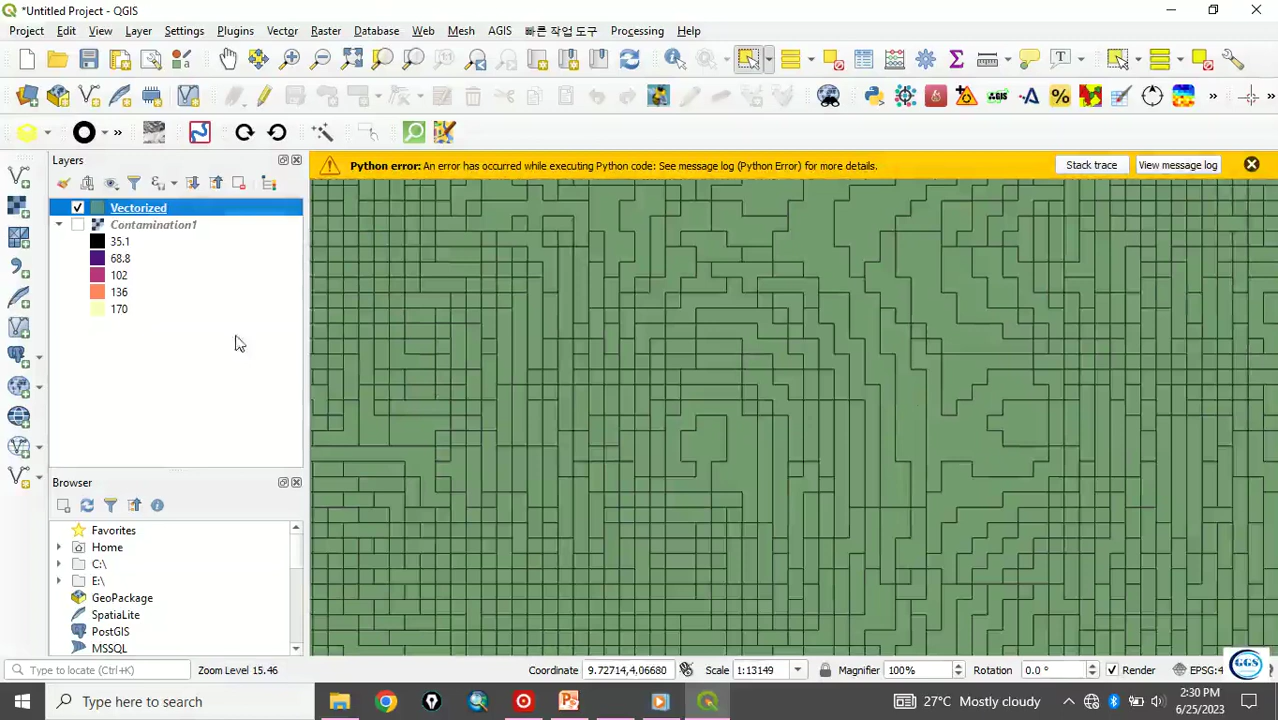 *Untitled Project - QGIS
Project Edit View Layer Settings Plugins Vector Raster Database Web Mesh AGIS 빠른 작업 도구 Processing Help
Layers
Python error: An error has occurred while executing Python code: See message log (Python Error) for more details.
Stack trace
View message log
Vectorized
Contamination1
35.1
68.8
102
136
170
Browser
Favorites
Home
C:\
E:\
GeoPackage
SpatiaLite
PostGIS
MSSQL
Type to locate (Ctrl+K)
Zoom Level 15.46
Coordinate 9.72714,4.06680
Scale 1:13149
Magnifier 100%
Rotation 0.0 °
Render
EPSG:4
GGS
Type here to search
27°C Mostly cloudy
2:30 PM
6/25/2023